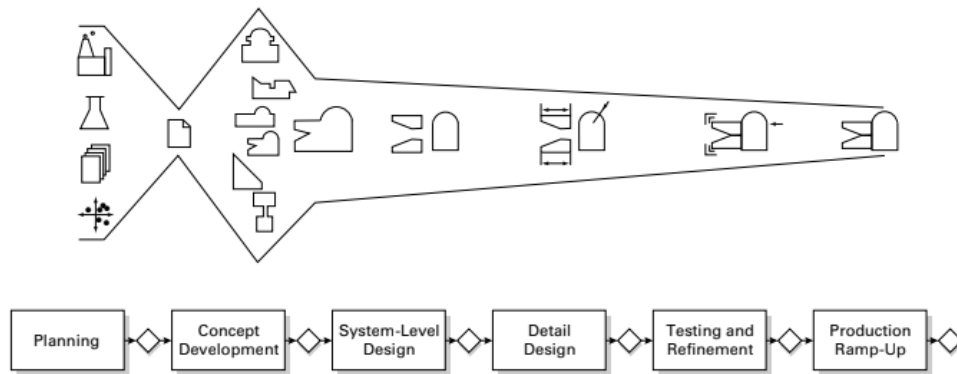 Planning
Concept
Development
System-Level
Design
Detail
Design
Testing and
Refinement
Production
Ramp-Up